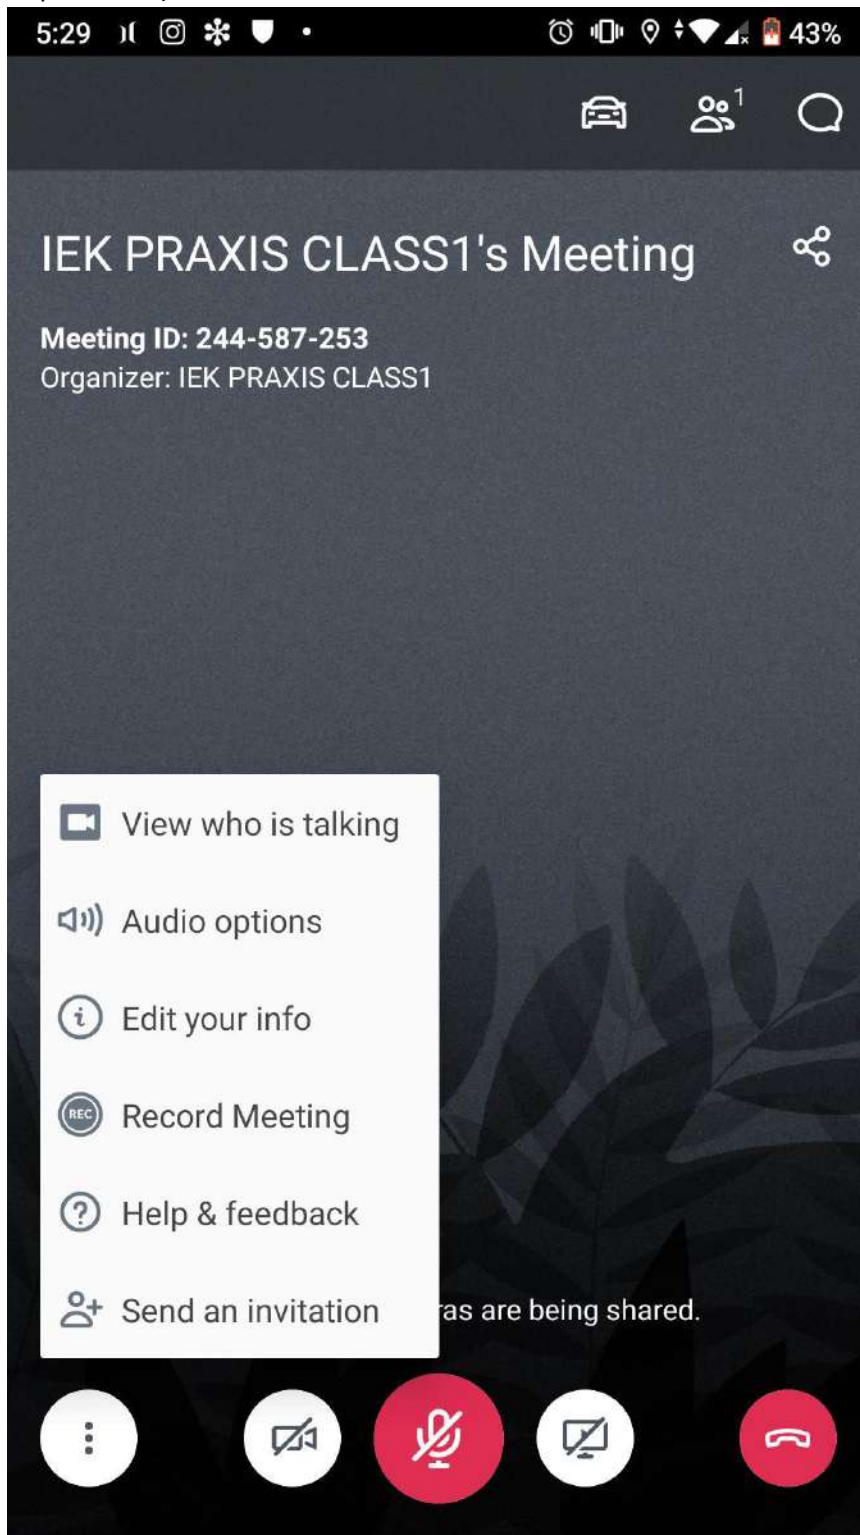 5:29
43%
1
IEK PRAXIS CLASS1's Meeting
Meeting ID: 244-587-253
Organizer: IEK PRAXIS CLASS1
View who is talking
Audio options
Edit your info
REC
Record Meeting
Help & feedback
Send an invitation
are being shared.